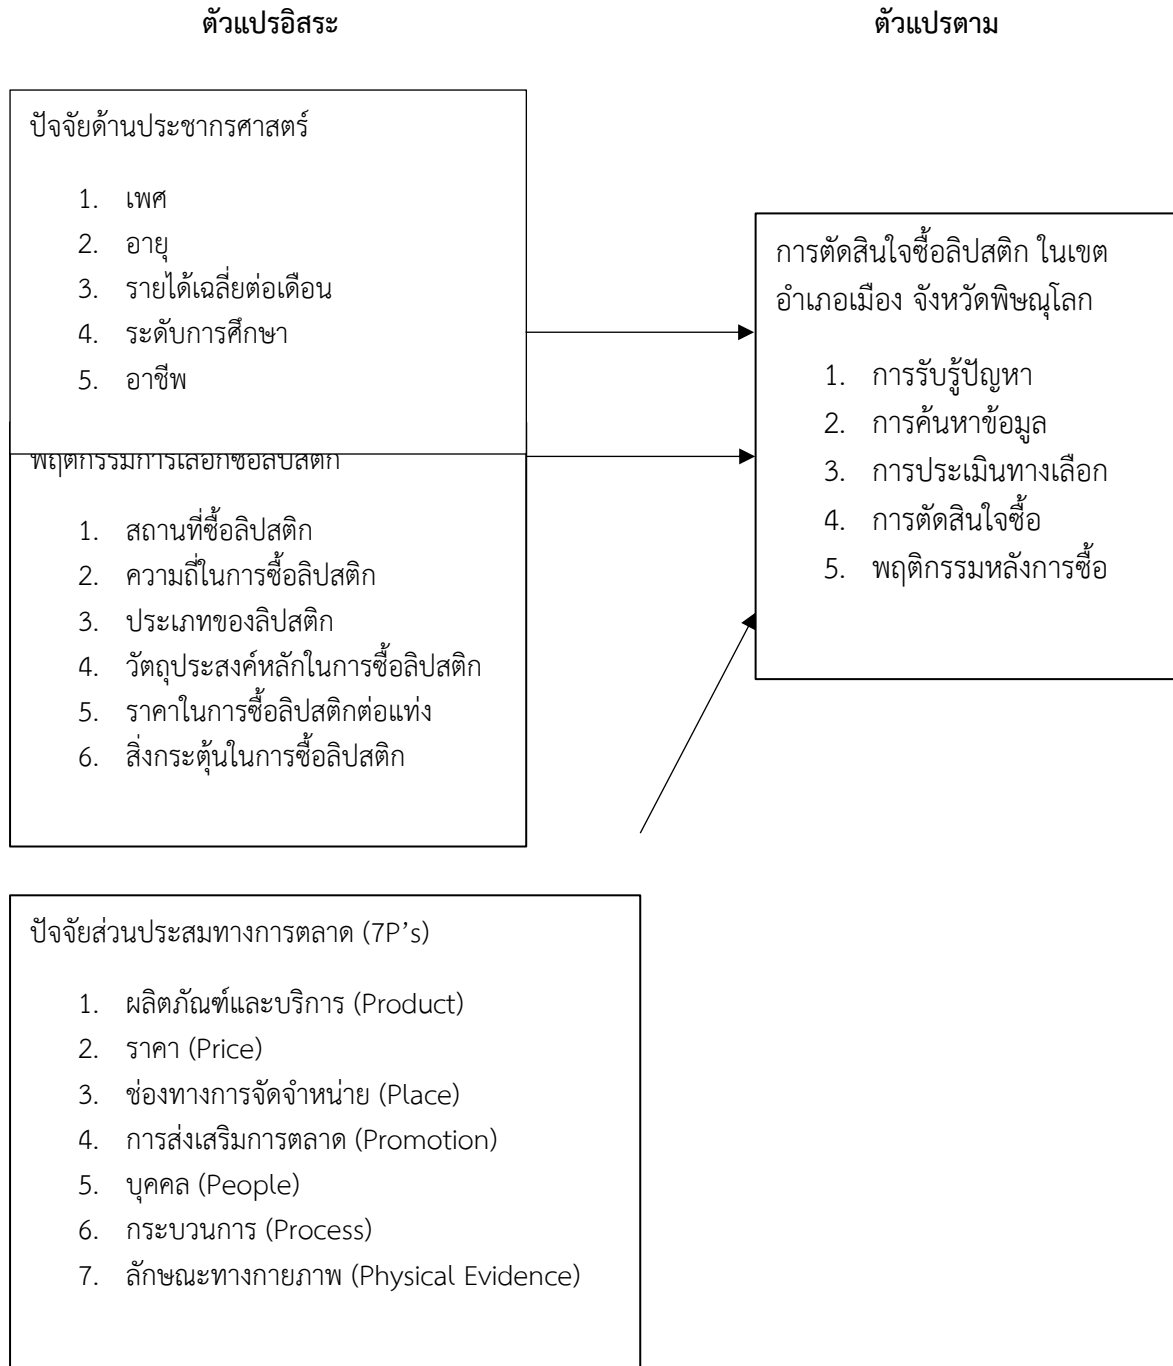 ตัวแปรอิสระ
ตัวแปรตาม
ปัจจัยด้านประชากรศาสตร์
1. เพศ
2. อายุ
3. รายได้เฉลี่ยต่อเดือน
4. ระดับการศึกษา
5. อาชีพ
พฤติกรรมการเลือกซื้อลิปสติก
1. สถานที่ซื้อลิปสติก
2. ความถี่ในการซื้อลิปสติก
3. ประเภทของลิปสติก
4. วัตถุประสงค์หลักในการซื้อลิปสติก
5. ราคาในการซื้อลิปสติกต่อแท่ง
6. สิ่งกระตุ้นในการซื้อลิปสติก
ปัจจัยส่วนประสมทางการตลาด (7P’s)
1. ผลิตภัณฑ์และบริการ (Product)
2. ราคา (Price)
3. ช่องทางการจัดจำหน่าย (Place)
4. การส่งเสริมการตลาด (Promotion)
5. บุคคล (People)
6. กระบวนการ (Process)
7. ลักษณะทางกายภาพ (Physical Evidence)
การตัดสินใจซื้อลิปสติก ในเขต
อำเภอเมือง จังหวัดพิษณุโลก
1. การรับรู้ปัญหา
2. การค้นหาข้อมูล
3. การประเมินทางเลือก
4. การตัดสินใจซื้อ
5. พฤติกรรมหลังการซื้อ